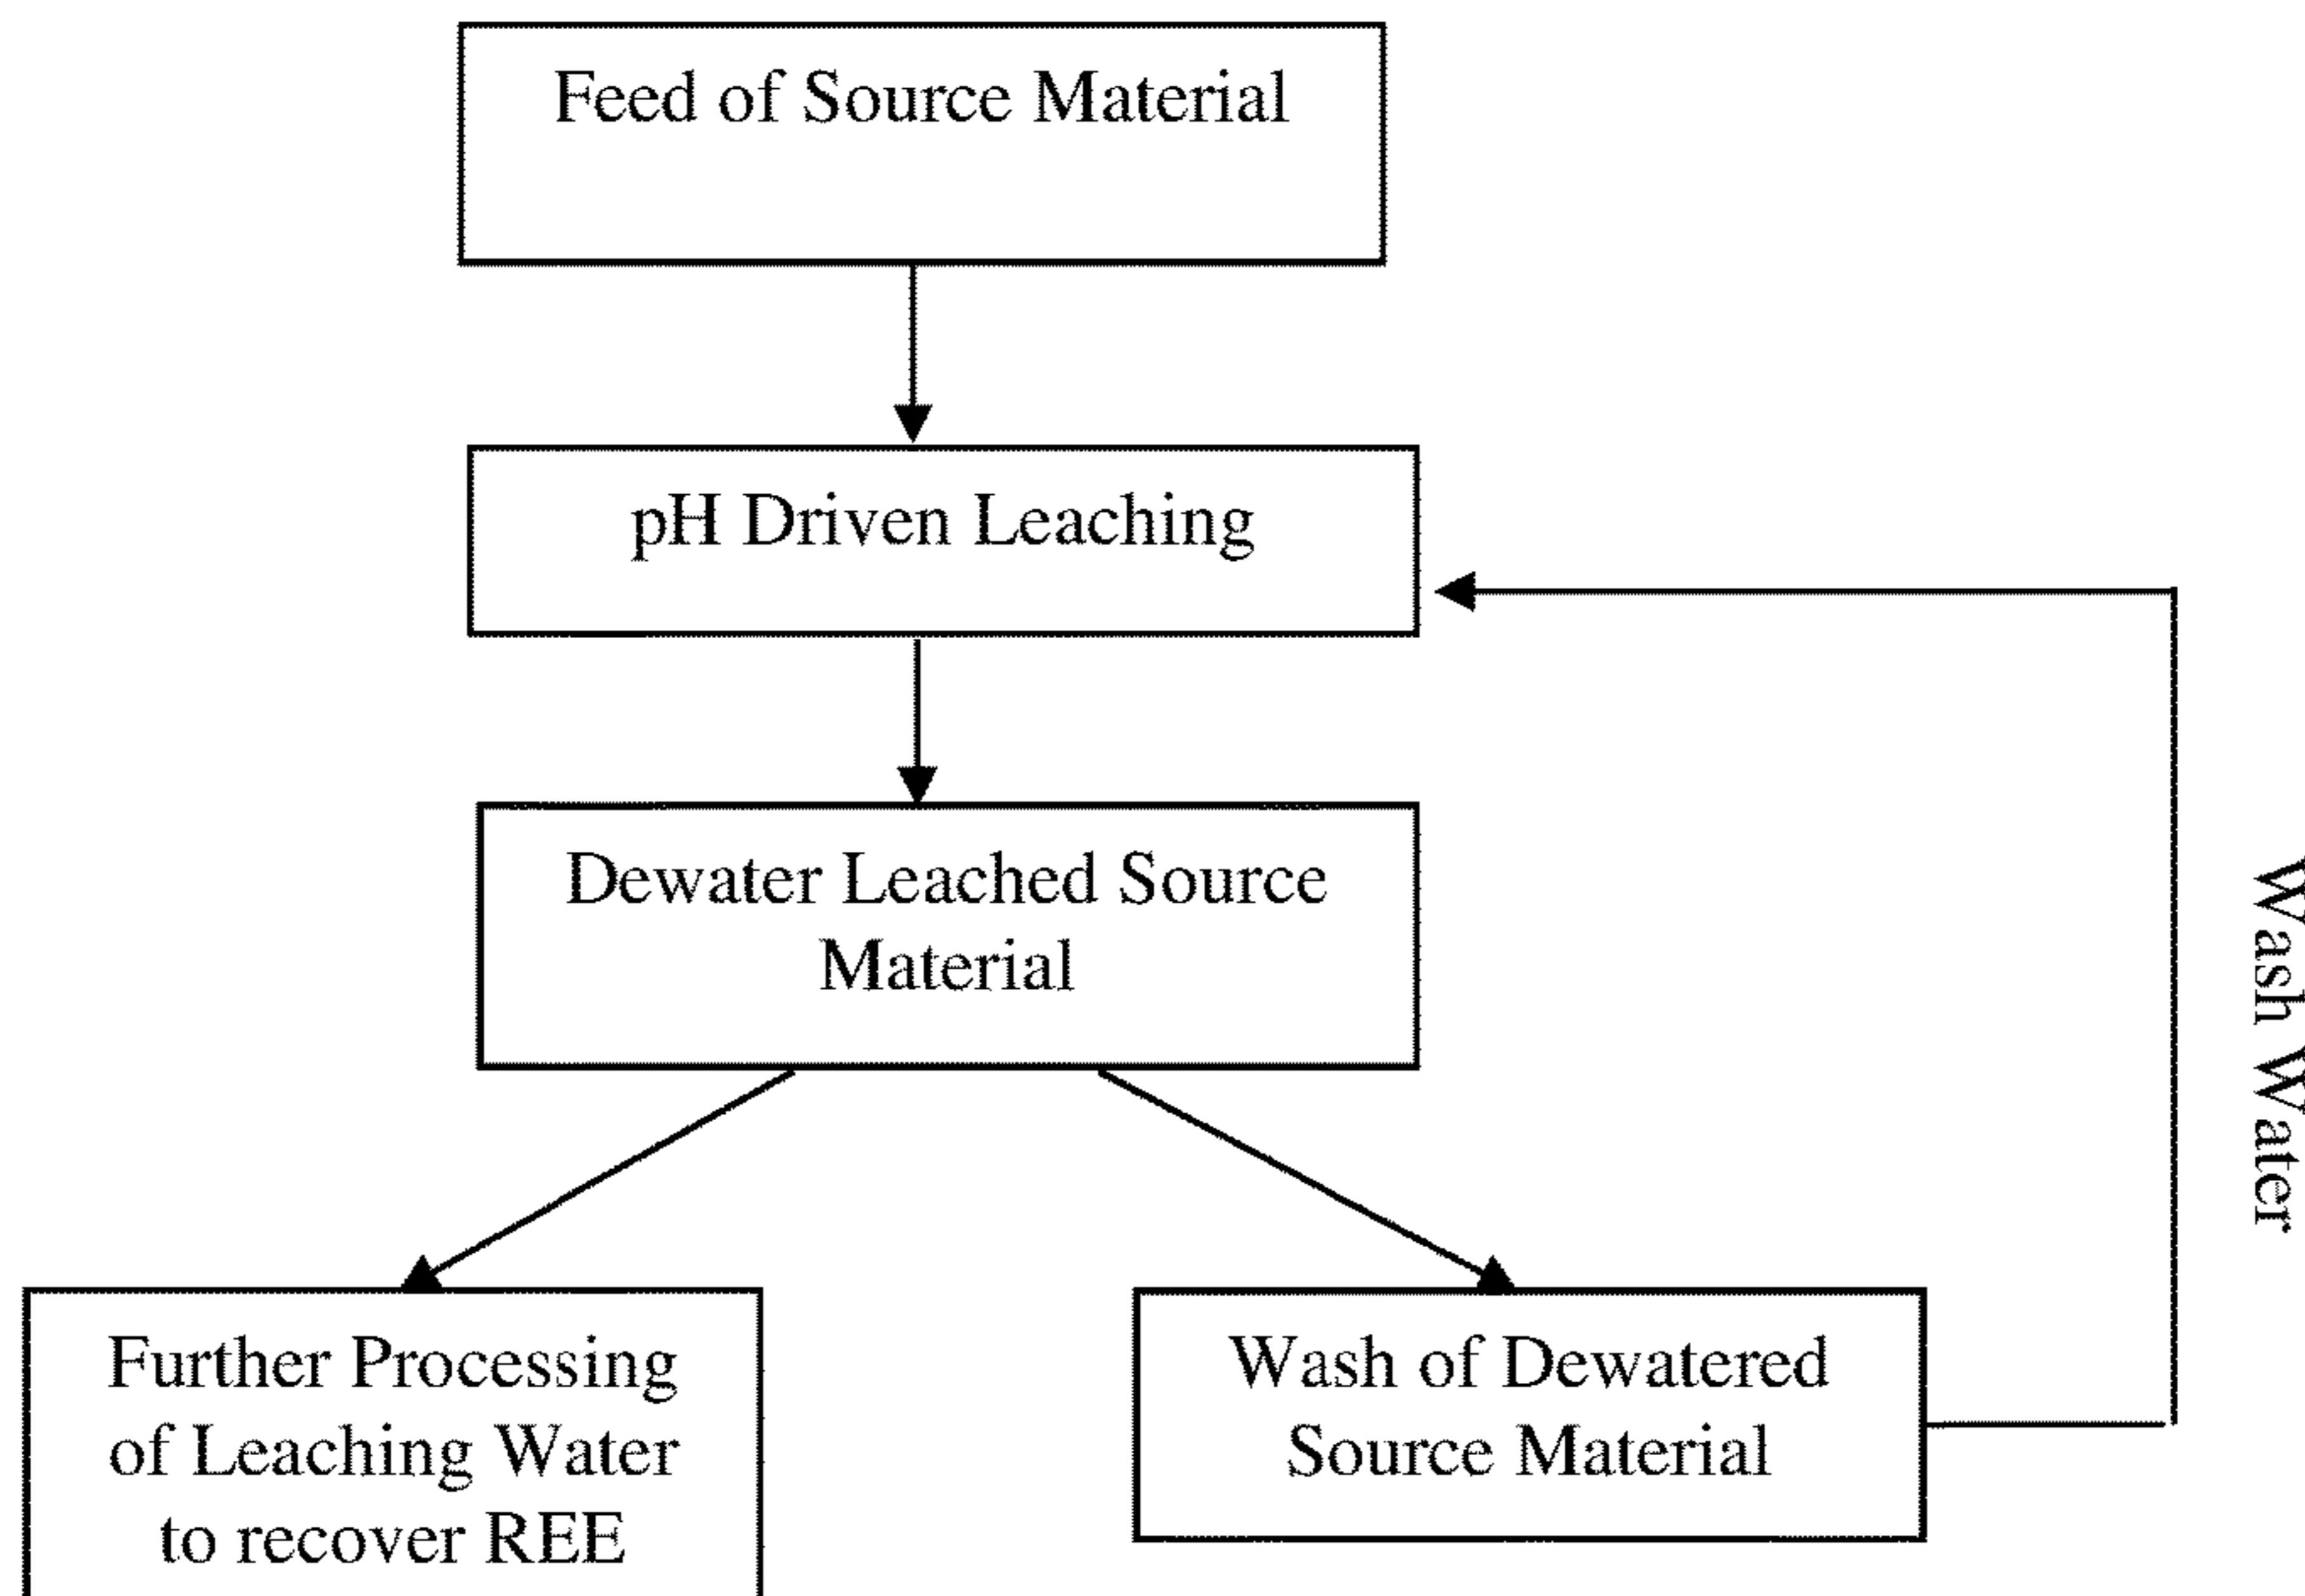 Feed of Source Material
pH Driven Leaching
Dewater Leached Source
Material
Wash Water
Further Processing
of Leaching Water
to recover REE
Wash of Dewatered
Source Material